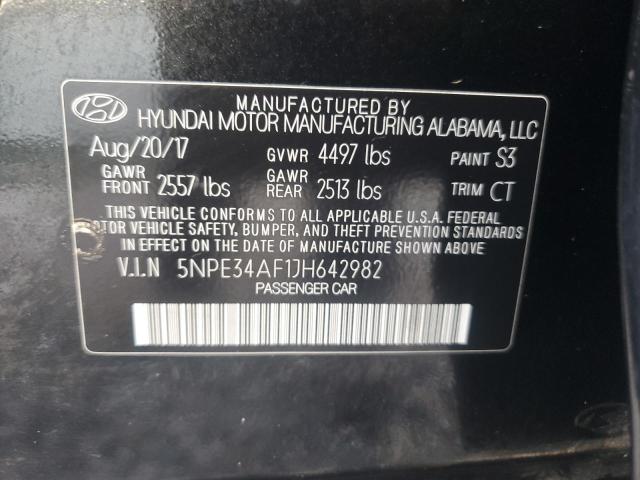 MANUFACTURED BY
HYUNDAI MOTOR MANUFACTURING ALABAMA, LLC
Aug/20/17 GVWR 4497 lbs PAINT S3
GAWR FRONT 2557 lbs GAWR REAR 2513 lbs TRIM CT
THIS VEHICLE CONFORMS TO ALL APPLICABLE U.S.A. FEDERAL
MOTOR VEHICLE SAFETY, BUMPER, AND THEFT PREVENTION STANDARDS
IN EFFECT ON THE DATE OF MANUFACTURE SHOWN ABOVE.
V.I.N 5NPE34AF1JH642982
PASSENGER CAR